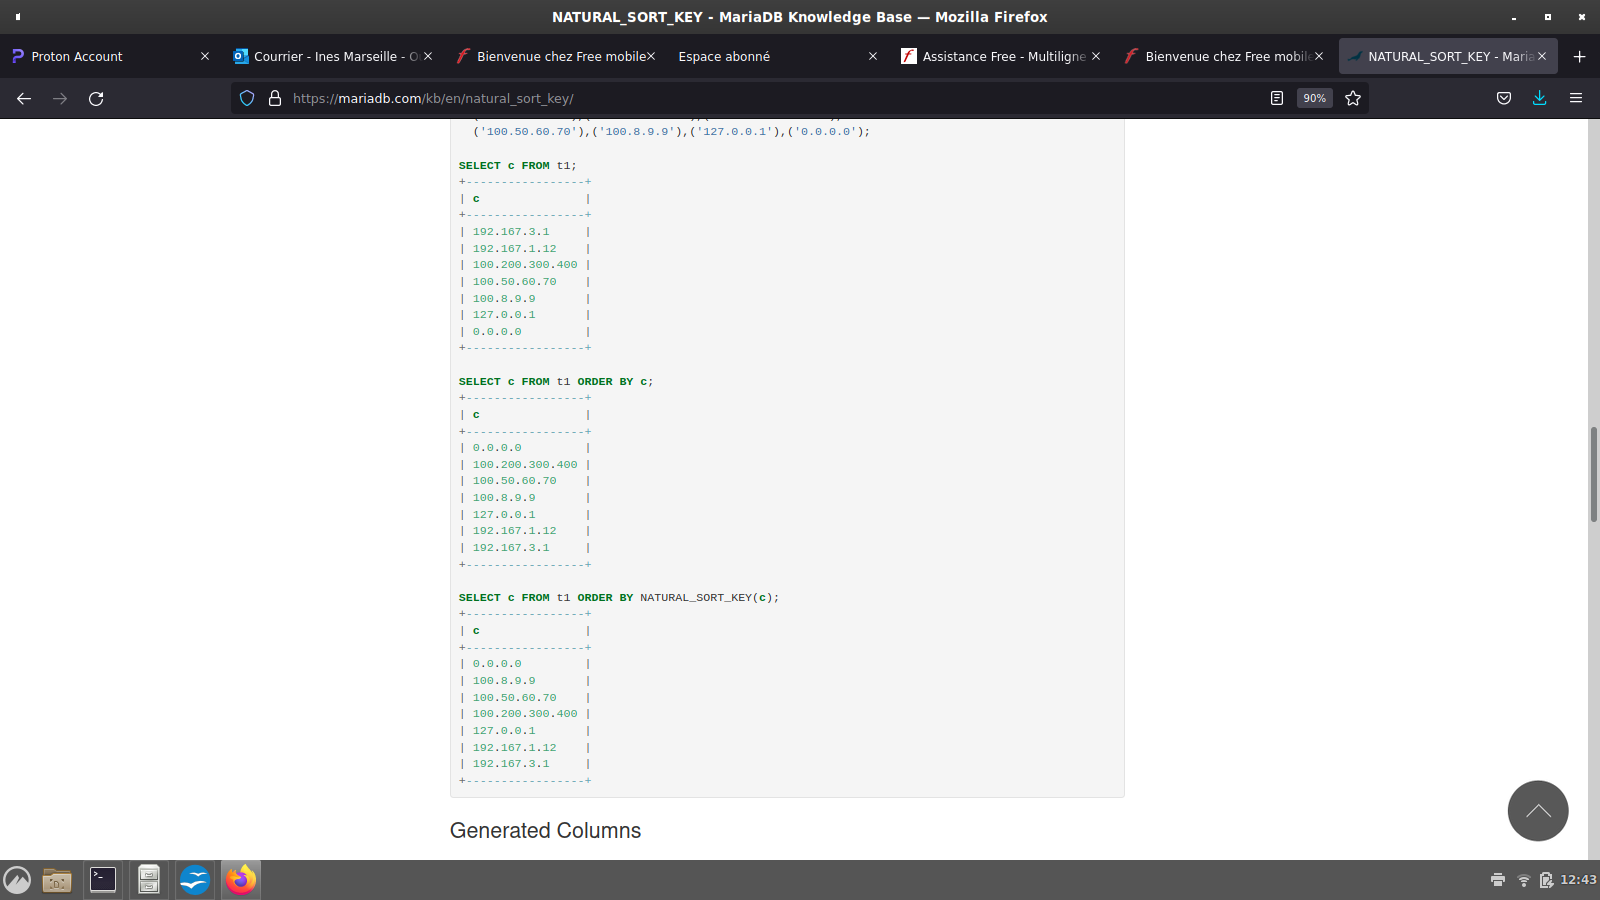 NATURAL_SORT_KEY - MariaDB Knowledge Base — Mozilla Firefox
Proton Account
Courrier - Ines Marseille - O
Bienvenue chez Free mobile
Espace abonné
Assistance Free - Multiligne
Bienvenue chez Free mobile
NATURAL_SORT_KEY - Maria
https://mariadb.com/kb/en/natural_sort_key/
90%
('100.50.60.70'),('100.8.9.9'),('127.0.0.1'),('0.0.0.0');
SELECT c FROM t1;
+-----------------+
| c               |
+-----------------+
| 192.167.3.1     |
| 192.167.1.12    |
| 100.200.300.400 |
| 100.50.60.70    |
| 100.8.9.9       |
| 127.0.0.1       |
| 0.0.0.0         |
+-----------------+
SELECT c FROM t1 ORDER BY c;
+-----------------+
| c               |
+-----------------+
| 0.0.0.0         |
| 100.200.300.400 |
| 100.50.60.70    |
| 100.8.9.9       |
| 127.0.0.1       |
| 192.167.1.12    |
| 192.167.3.1     |
+-----------------+
SELECT c FROM t1 ORDER BY NATURAL_SORT_KEY(c);
+-----------------+
| c               |
+-----------------+
| 0.0.0.0         |
| 100.8.9.9       |
| 100.50.60.70    |
| 100.200.300.400 |
| 127.0.0.1       |
| 192.167.1.12    |
| 192.167.3.1     |
+-----------------+
Generated Columns
12:43